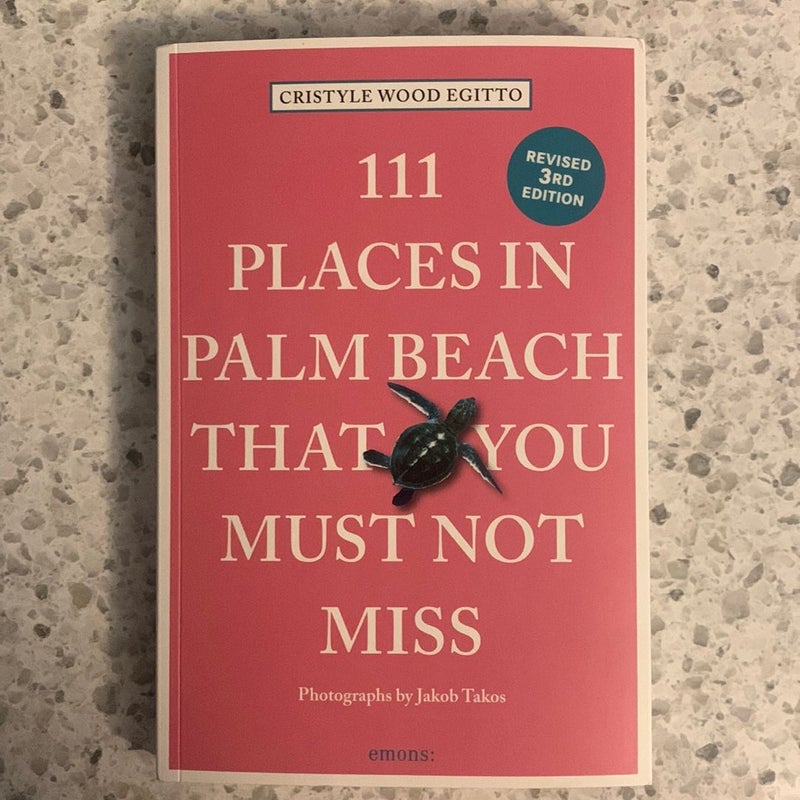 CRISTYLE WOOD EGITTO
111
REVISED
3RD
EDITION
PLACES IN
PALM BEACH
THAT YOU
MUST NOT
MISS
Photographs by Jakob Takos
emons: